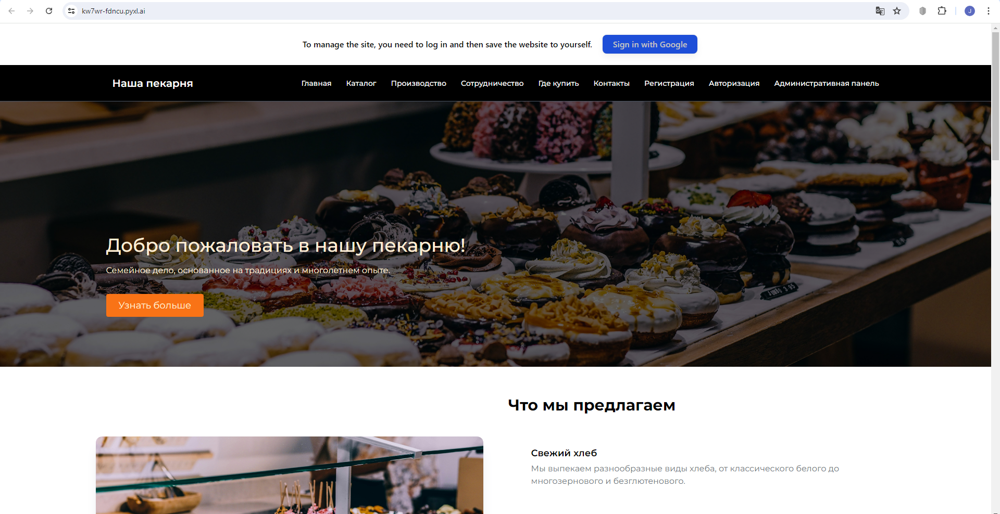 kw7wr-fdncu.pyxl.ai
J
To manage the site, you need to log in and then save the website to yourself.
Sign in with Google
Наша пекарня
Главная
Каталог
Производство
Сотрудничество
Где купить
Контакты
Регистрация
Авторизация
Административная панель
Добро пожаловать в нашу пекарню!
Семейное дело, основанное на традициях и многолетнем опыте.
Узнать больше
Что мы предлагаем
Свежий хлеб
Мы выпекаем разнообразные виды хлеба, от классического белого до
многозернового и безглютенового.